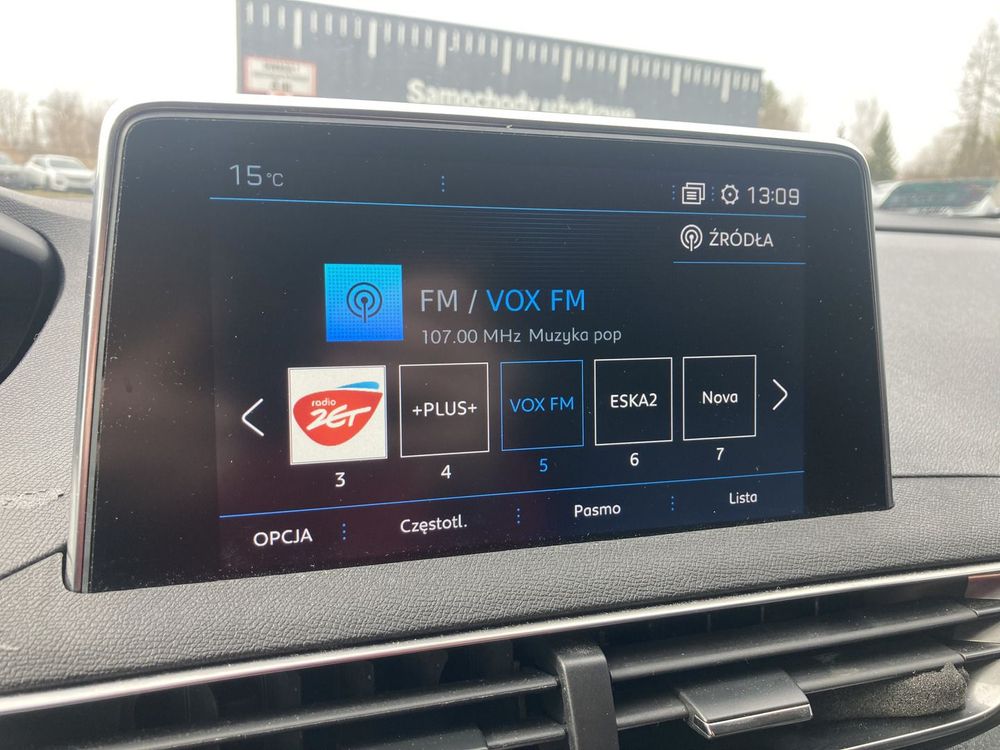 Samochody użytkowe
15°C
13:09
ŹRÓDŁA
FM / VOX FM
107.00 MHz Muzyka pop
radio ZET
+PLUS+
VOX FM
ESKA2
Nova
3
4
5
6
7
OPCJA
Częstotl.
Pasmo
Lista